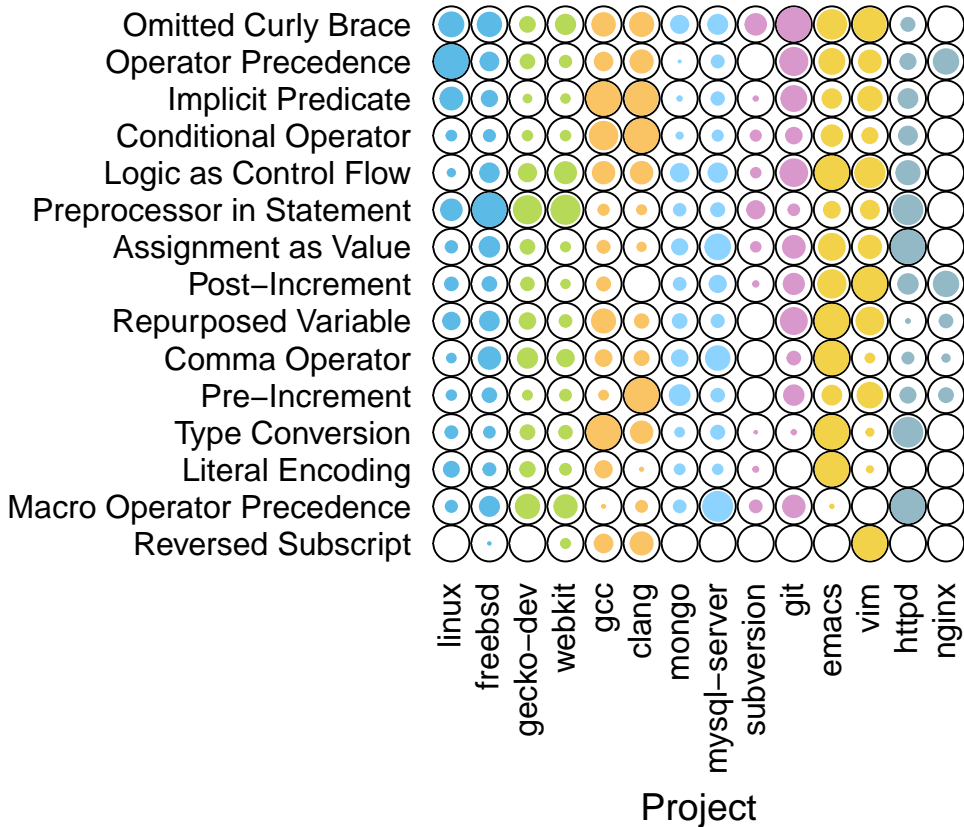 Omitted Curly Brace
Operator Precedence
Implicit Predicate
Conditional Operator
Logic as Control Flow
Preprocessor in Statement
Assignment as Value
Post−Increment
Repurposed Variable
Comma Operator
Pre−Increment
Type Conversion
Literal Encoding
Macro Operator Precedence
Reversed Subscript
linux
freebsd
gecko−dev
webkit
gcc
clang
mongo
mysql−server
subversion
git
emacs
vim
httpd
nginx
Project